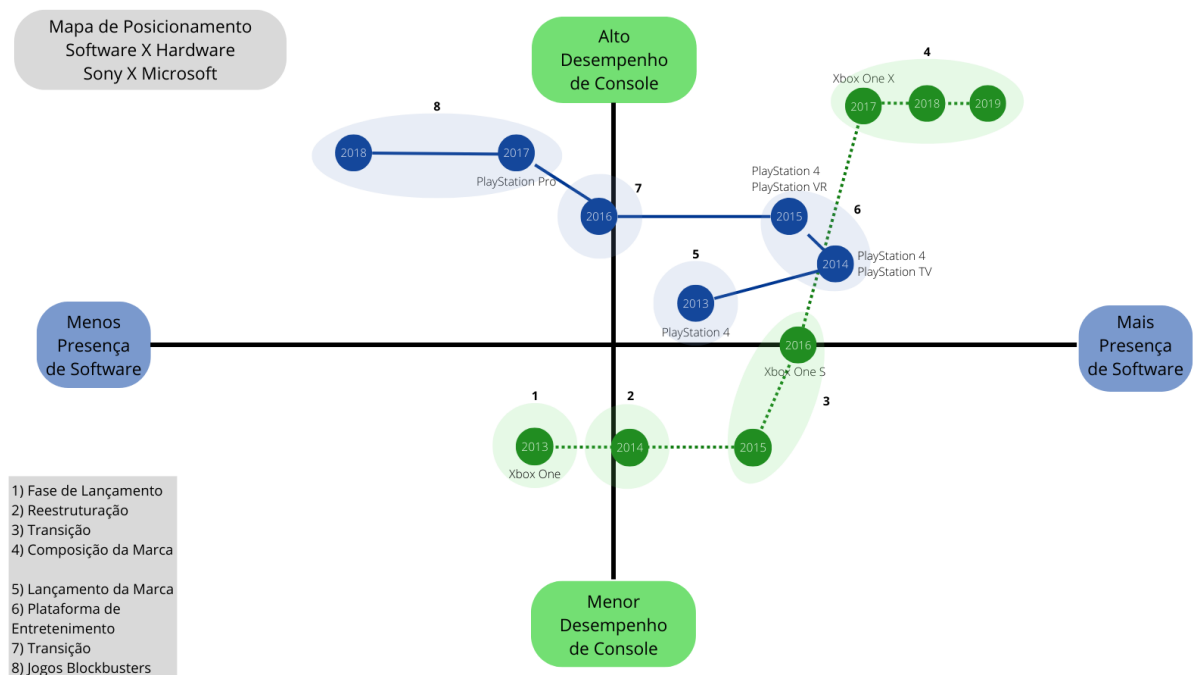 Mapa de Posicionamento
Software X Hardware
Sony X Microsoft
Alto
Desempenho
de Console
4
Xbox One X
2017
2018
2019
8
2018
2017
PlayStation Pro
7
2016
PlayStation 4
PlayStation VR
2015
6
2014
PlayStation 4
PlayStation TV
5
2013
PlayStation 4
Menos
Presença
de Software
Mais
Presença
de Software
2016
Xbox One S
3
1
2013
Xbox One
2
2014
2015
1) Fase de Lançamento
2) Reestruturação
3) Transição
4) Composição da Marca
5) Lançamento da Marca
6) Plataforma de
Entretenimento
7) Transição
8) Jogos Blockbusters
Menor
Desempenho
de Console